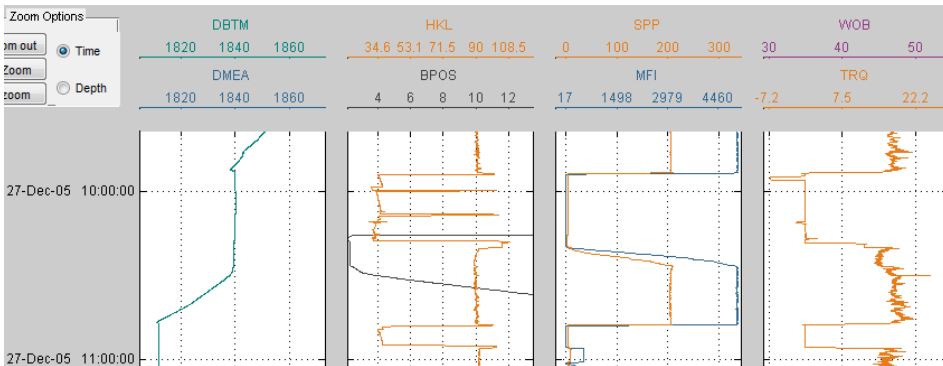 Zoom Options
om out
Time
Zoom
Depth
zoom
DBTM HKL SPP WOB
1820 1840 1860 34.6 53.1 71.5 90 108.5 0 100 200 300 30 40 50
DMEA BPOS MFI TRQ
1820 1840 1860 4 6 8 10 12 17 1498 2979 4460 -7.2 7.5 22.2
27-Dec-05 10:00:00
27-Dec-05 11:00:00